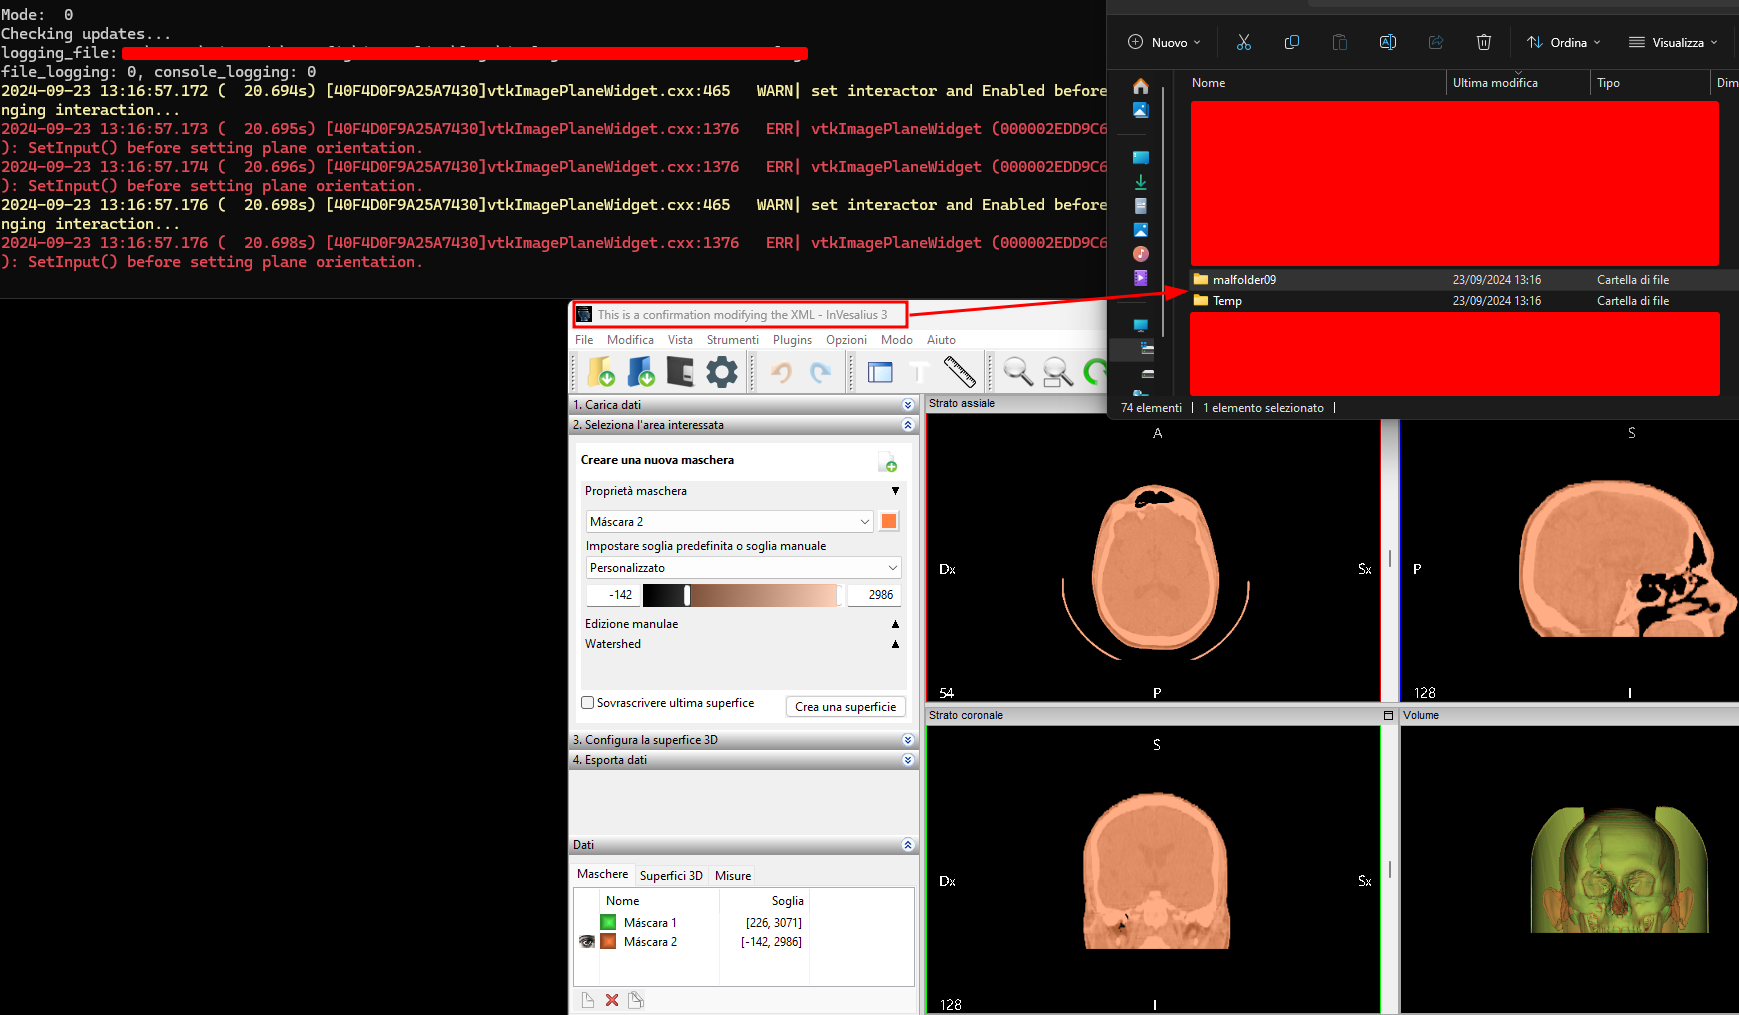 Mode:  0
Checking updates...
logging_file:
file_logging: 0, console_logging: 0
2024-09-23 13:16:57.172 (  20.694s) [40F4D0F9A25A7430]vtkImagePlaneWidget.cxx:465   WARN| set interactor and Enabled before
nging interaction...
2024-09-23 13:16:57.173 (  20.695s) [40F4D0F9A25A7430]vtkImagePlaneWidget.cxx:1376   ERR| vtkImagePlaneWidget (000002EDD9C6
): SetInput() before setting plane orientation.
2024-09-23 13:16:57.174 (  20.696s) [40F4D0F9A25A7430]vtkImagePlaneWidget.cxx:1376   ERR| vtkImagePlaneWidget (000002EDD9C6
): SetInput() before setting plane orientation.
2024-09-23 13:16:57.176 (  20.698s) [40F4D0F9A25A7430]vtkImagePlaneWidget.cxx:465   WARN| set interactor and Enabled before
nging interaction...
2024-09-23 13:16:57.176 (  20.698s) [40F4D0F9A25A7430]vtkImagePlaneWidget.cxx:1376   ERR| vtkImagePlaneWidget (000002EDD9C6
): SetInput() before setting plane orientation.
Nuovo Ordina Visualizza
Nome Ultima modifica Tipo Dim
malfolder09 23/09/2024 13:16 Cartella di file
Temp 23/09/2024 13:16 Cartella di file
74 elementi 1 elemento selezionato
This is a confirmation modifying the XML - InVesalius 3
File Modifica Vista Strumenti Plugins Opzioni Modo Aiuto
1. Carica dati
2. Seleziona l'area interessata
Creare una nuova maschera
Proprietà maschera
Máscara 2
Impostare soglia predefinita o soglia manuale
Personalizzato
-142 2986
Edizione manulae
Watershed
Sovrascrivere ultima superfice
Crea una superficie
3. Configura la superfice 3D
4. Esporta dati
Dati
Maschere Superfici 3D Misure
Nome Soglia
Máscara 1 [226, 3071]
Máscara 2 [-142, 2986]
Strato assiale
A
Dx Sx
54 P
S
P
128 I
Strato coronale
S
Dx Sx
128 I
Volume